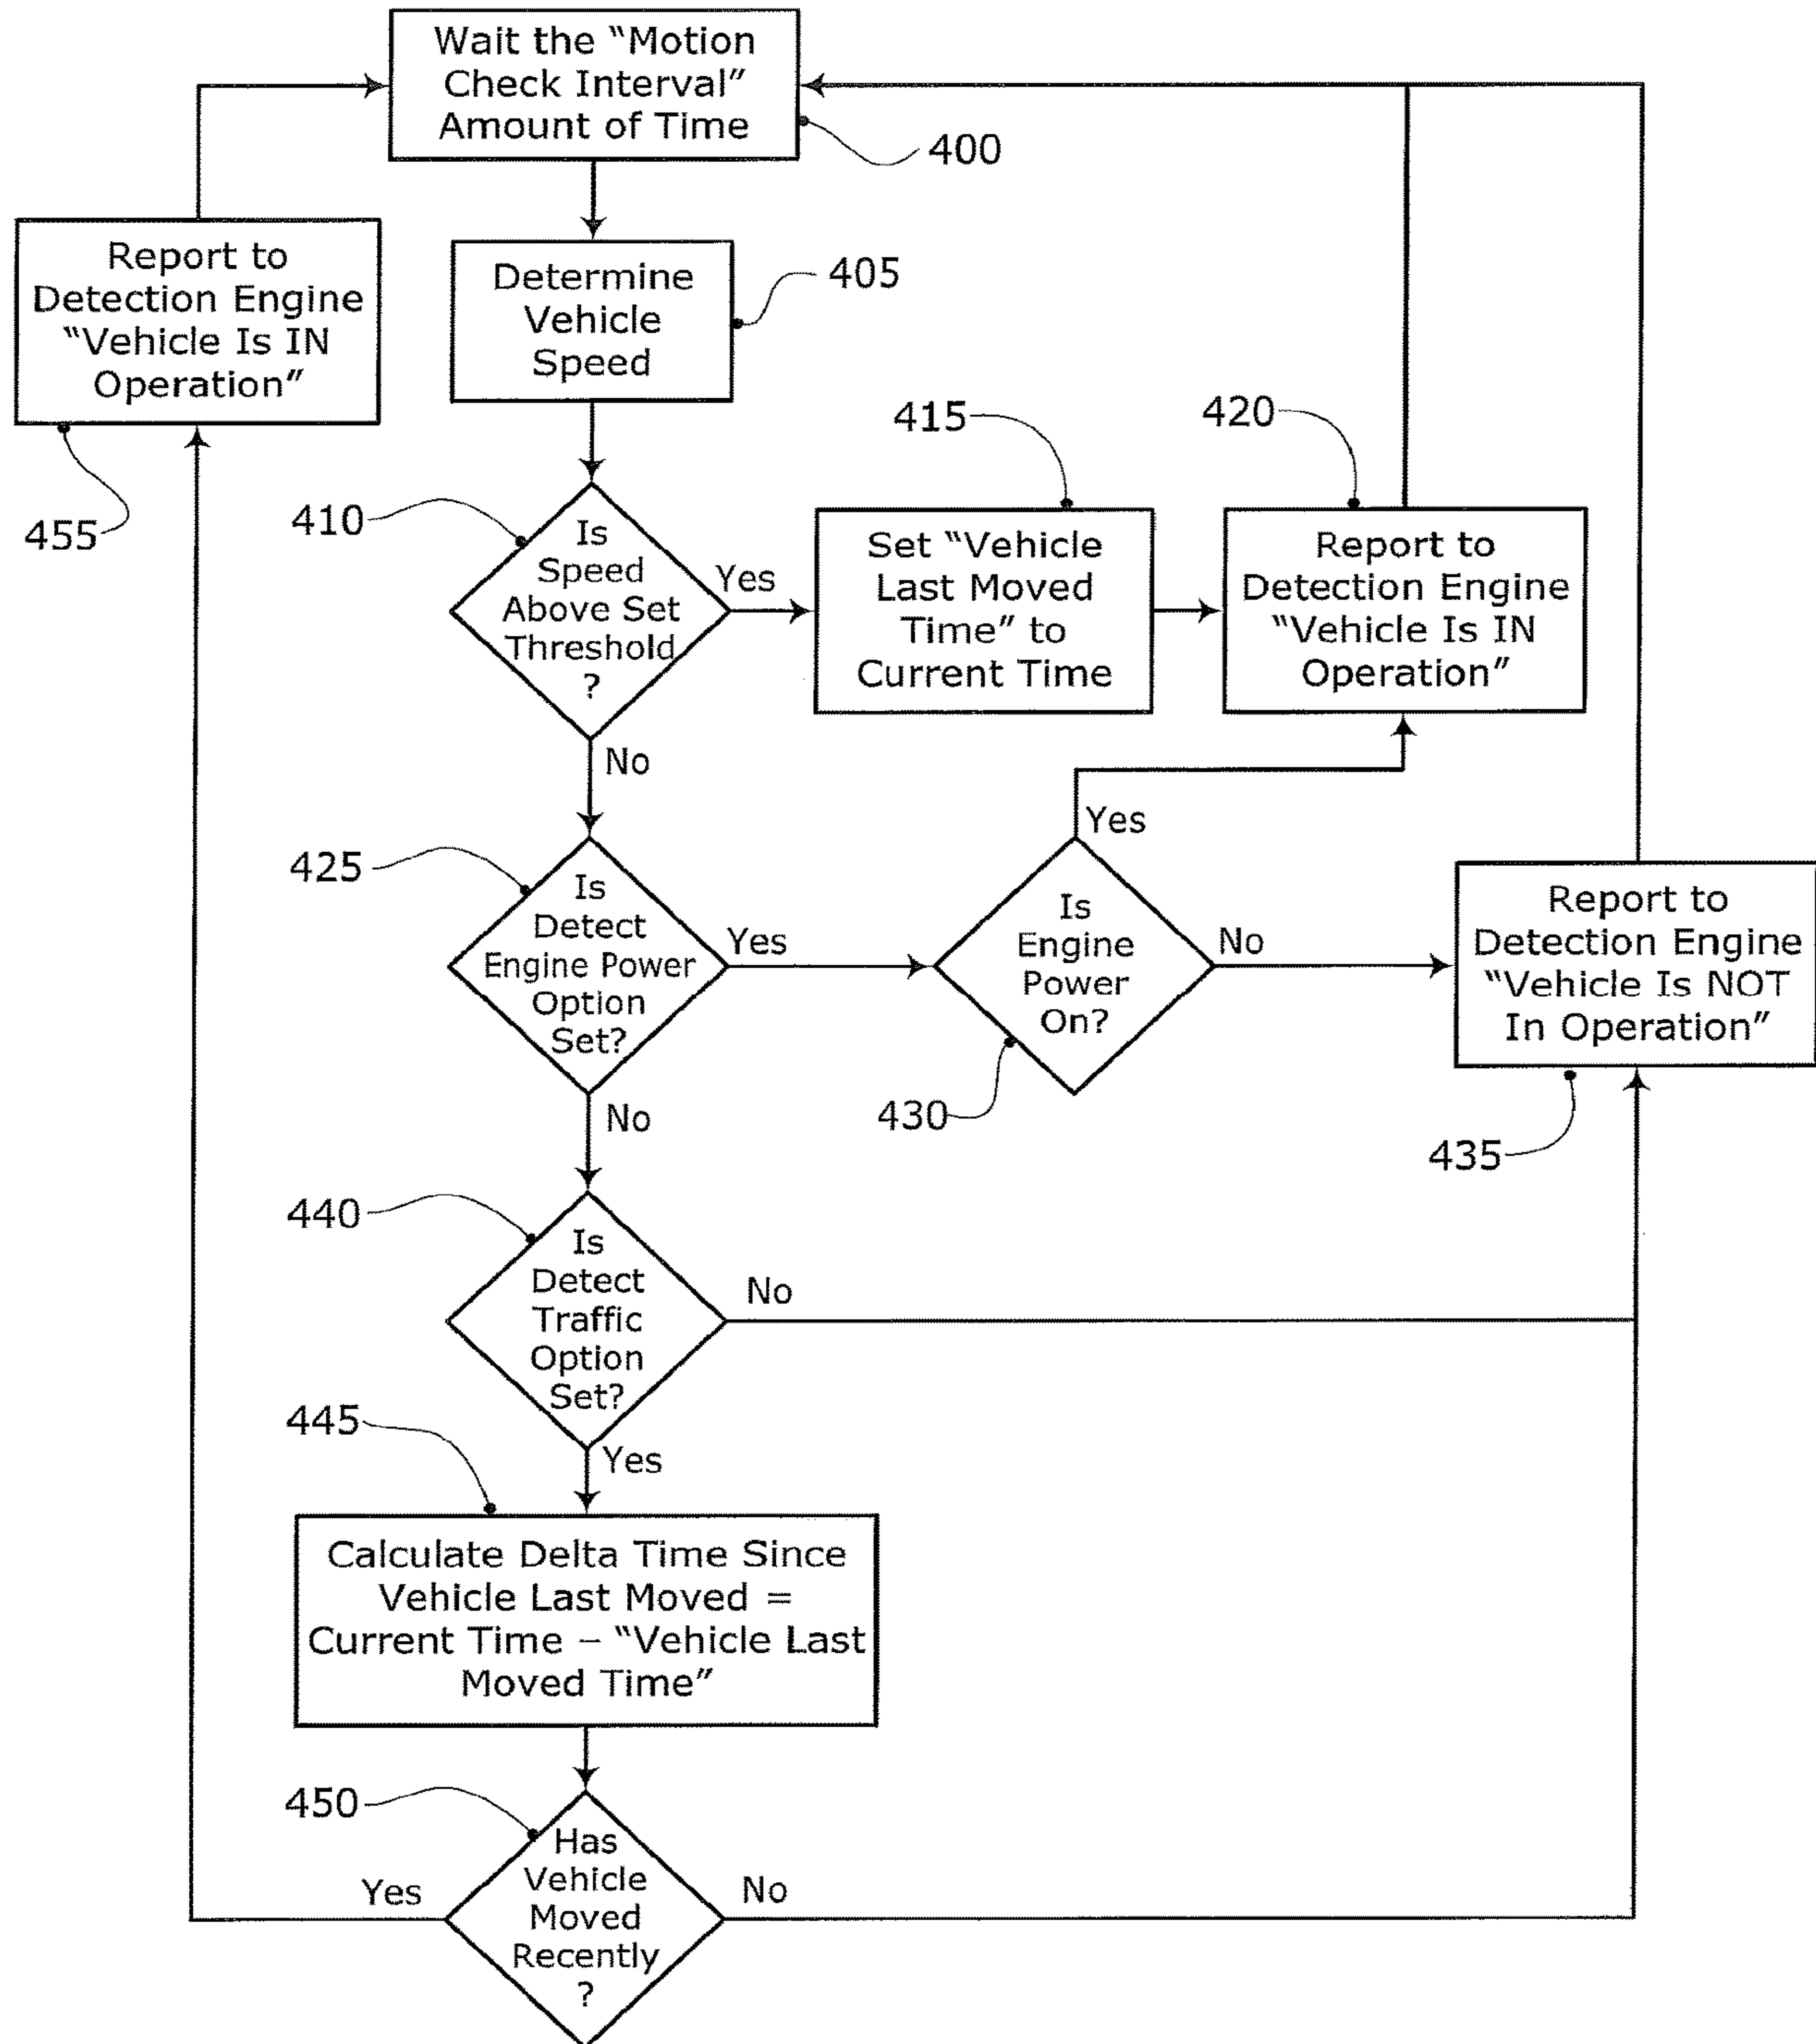 Wait the “Motion
Check Interval”
Amount of Time
400
Report to
Detection Engine
“Vehicle Is IN
Operation”
455
Determine
Vehicle
Speed
405
410
Is
Speed
Above Set
Threshold
?
Yes
No
415
Set “Vehicle
Last Moved
Time” to
Current Time
420
Report to
Detection Engine
“Vehicle Is IN
Operation”
425
Is
Detect
Engine Power
Option
Set?
Yes
No
Is
Engine
Power
On?
Yes
No
430
Report to
Detection Engine
“Vehicle Is NOT
In Operation”
435
440
Is
Detect
Traffic
Option
Set?
No
Yes
445
Calculate Delta Time Since
Vehicle Last Moved =
Current Time – “Vehicle Last
Moved Time”
450
Has
Vehicle
Moved
Recently
?
Yes
No